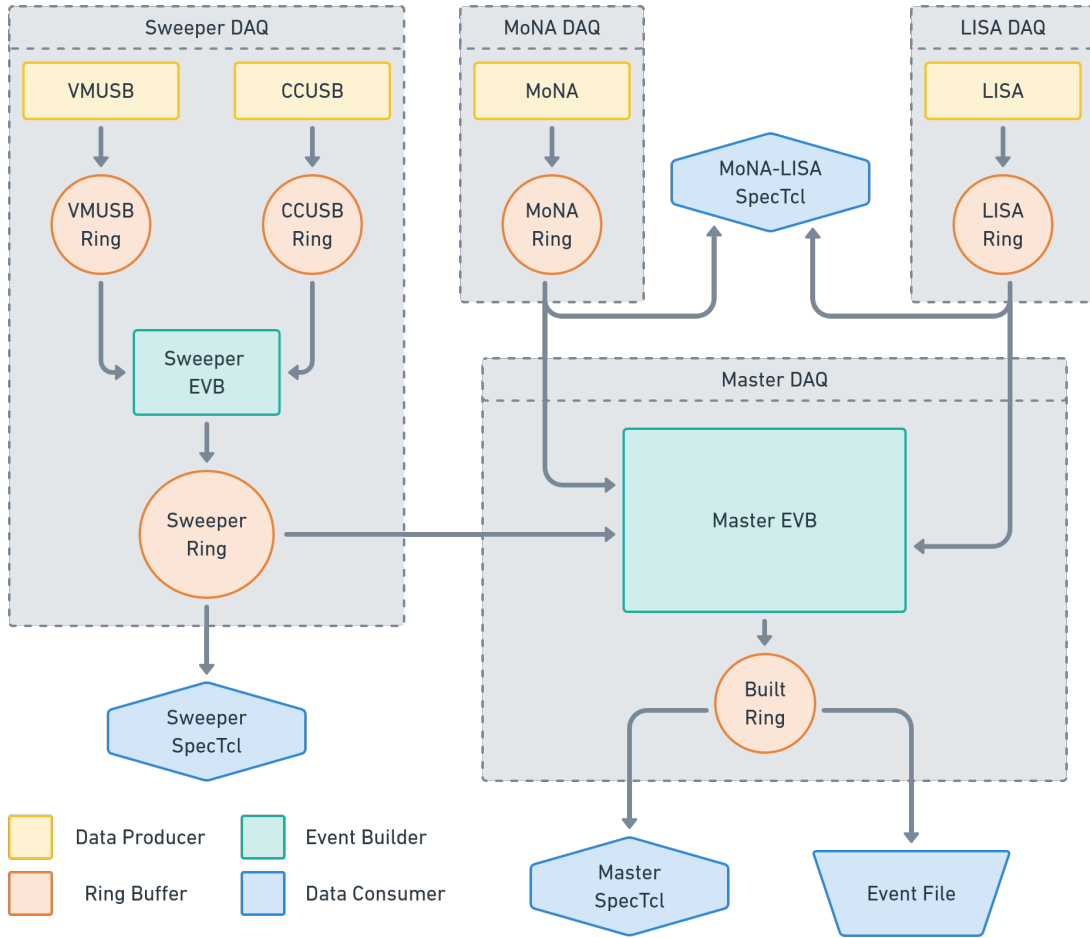 Sweeper DAQ
VMUSB
CCUSB
VMUSB
Ring
CCUSB
Ring
Sweeper
EVB
Sweeper
Ring
Sweeper
SpecTcl
MoNA DAQ
MoNA
MoNA
Ring
MoNA-LISA
SpecTcl
LISA DAQ
LISA
LISA
Ring
Master DAQ
Master EVB
Built
Ring
Master
SpecTcl
Event File
Data Producer
Event Builder
Ring Buffer
Data Consumer